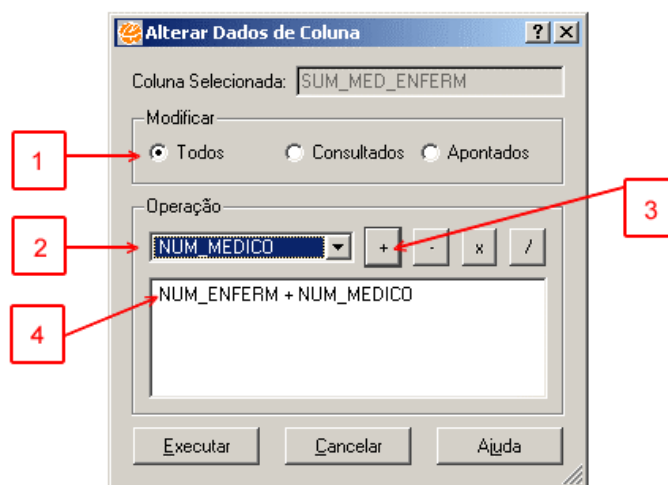 Alterar Dados de Coluna
Coluna Selecionada: SUM_MED_ENFERM
Modificar
1
Todos Consultados Apontados
Operação
2
NUM_MEDICO + - x /
3
NUM_ENFERM + NUM_MEDICO
4
Executar Cancelar Ajuda